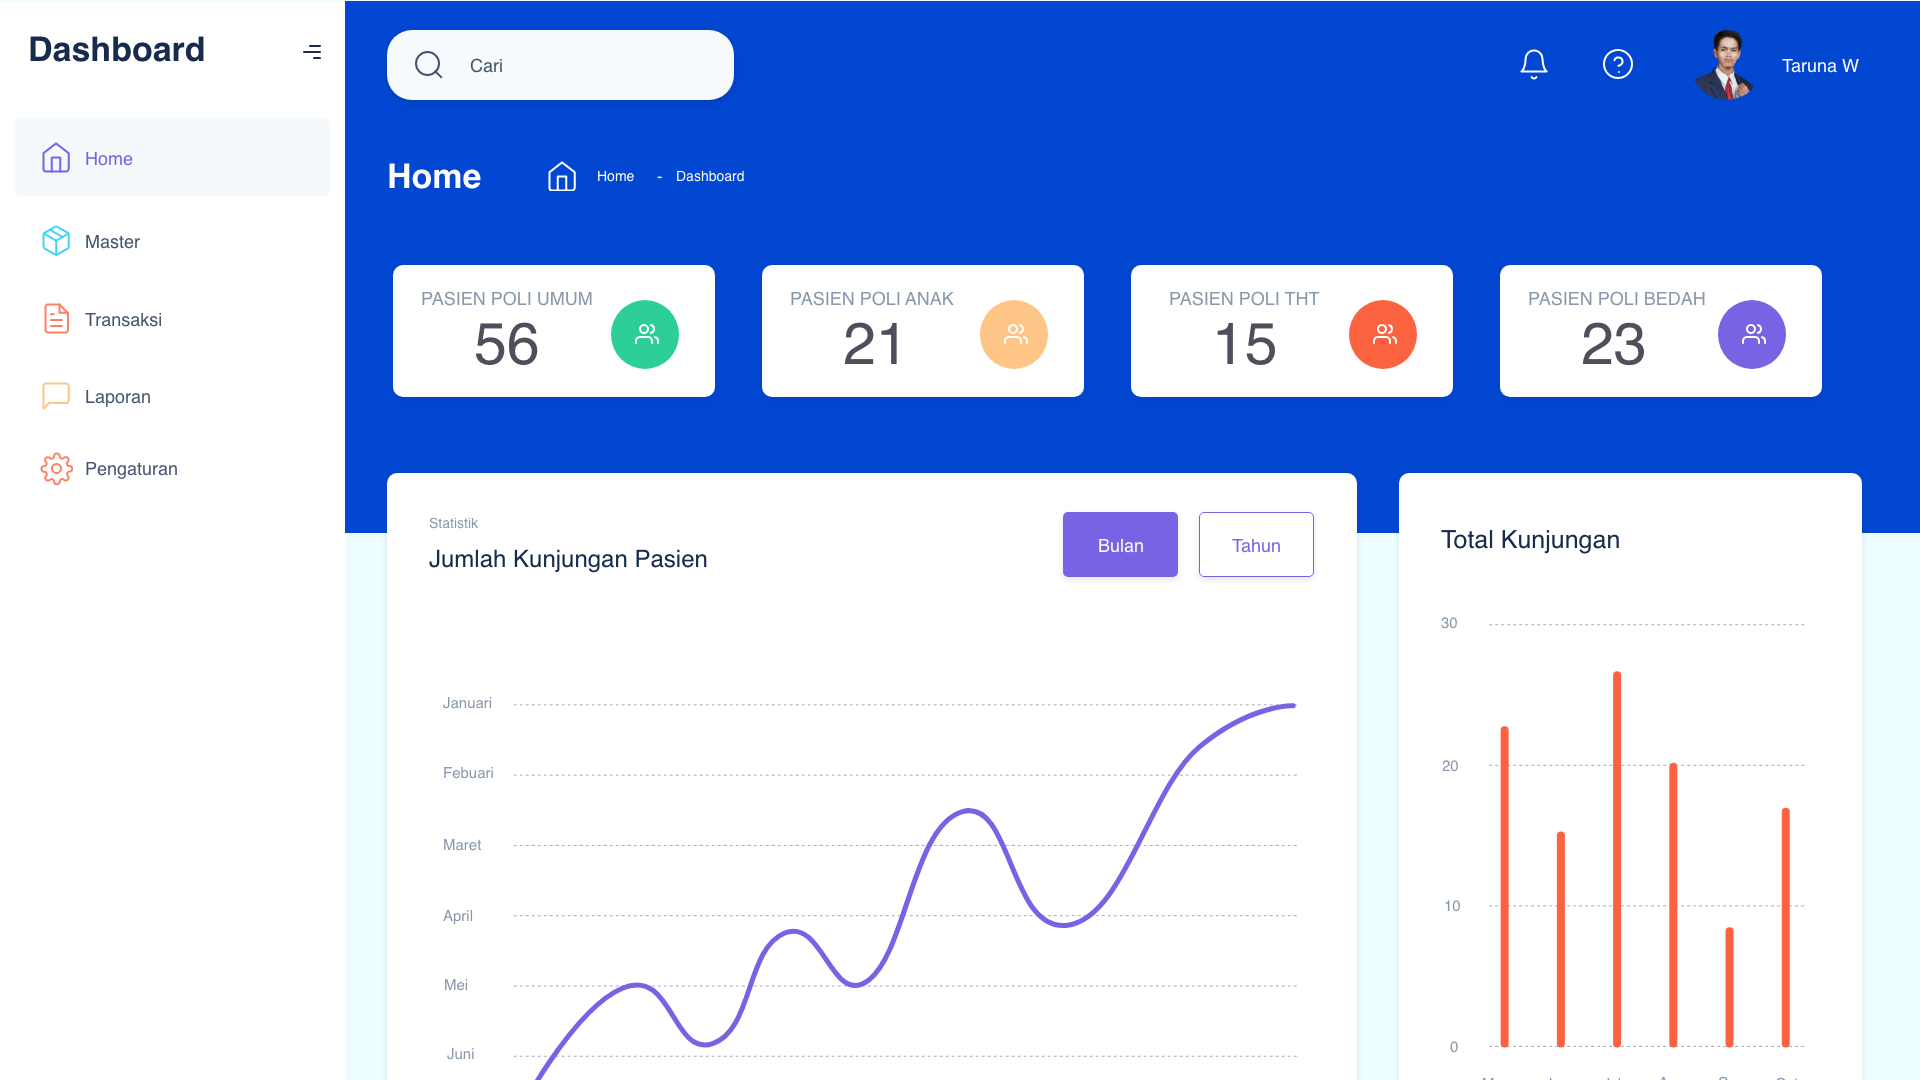 Dashboard
Home
Master
Transaksi
Laporan
Pengaturan
Cari
Taruna W
Home
Home - Dashboard
PASIEN POLI UMUM
56
PASIEN POLI ANAK
21
PASIEN POLI THT
15
PASIEN POLI BEDAH
23
Statistik
Jumlah Kunjungan Pasien
Bulan
Tahun
Januari
Febuari
Maret
April
Mei
Juni
Total Kunjungan
30
20
10
0